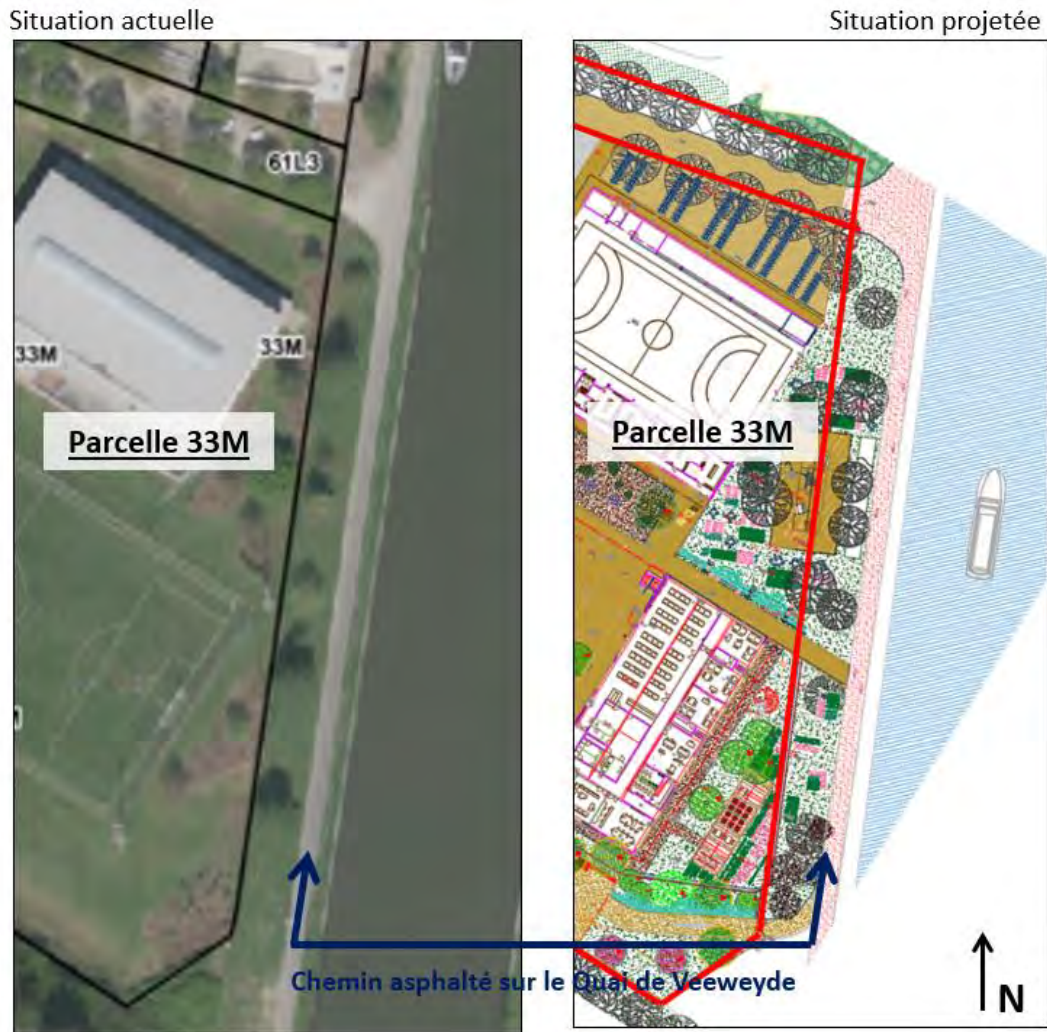 Situation actuelle
Situation projetée
61L3
33M
33M
Parcelle 33M
Parcelle 33M
Chemin asphalté sur le Quai de Veeweyde
N